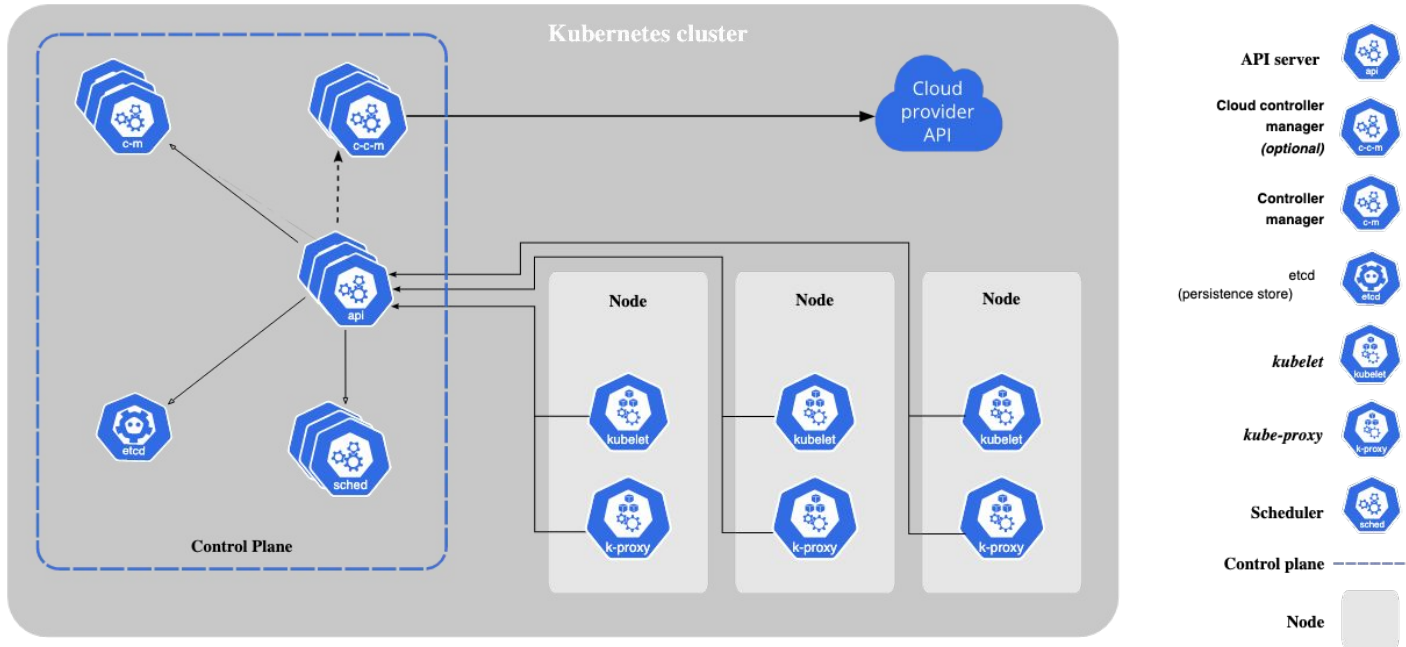 Kubernetes cluster
c-m
c-c-m
Cloud
provider
API
api
etcd
sched
Control Plane
Node
Node
Node
kubelet
kubelet
kubelet
k-proxy
k-proxy
k-proxy
API server
api
Cloud controller
manager
(optional)
c-c-m
Controller
manager
c-m
etcd
(persistence store)
etcd
kubelet
kubelet
kube-proxy
k-proxy
Scheduler
sched
Control plane
Node